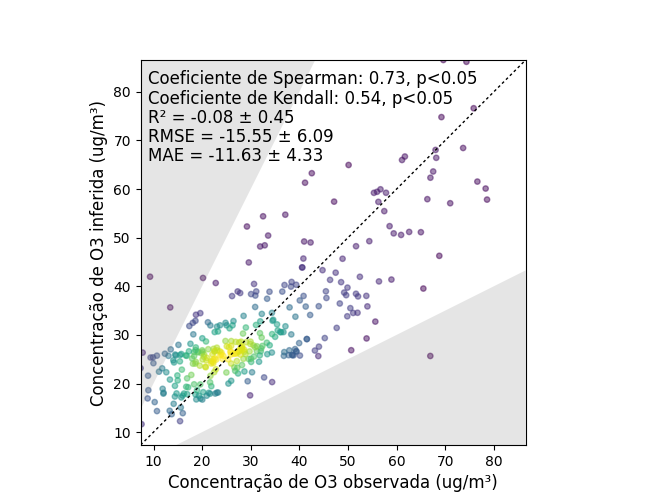 Coeficiente de Spearman: 0.73, p<0.05
Coeficiente de Kendall: 0.54, p<0.05
R² = -0.08 ± 0.45
RMSE = -15.55 ± 6.09
MAE = -11.63 ± 4.33
Concentração de O3 inferida (ug/m³)
80
70
60
50
40
30
20
10
10 20 30 40 50 60 70 80
Concentração de O3 observada (ug/m³)